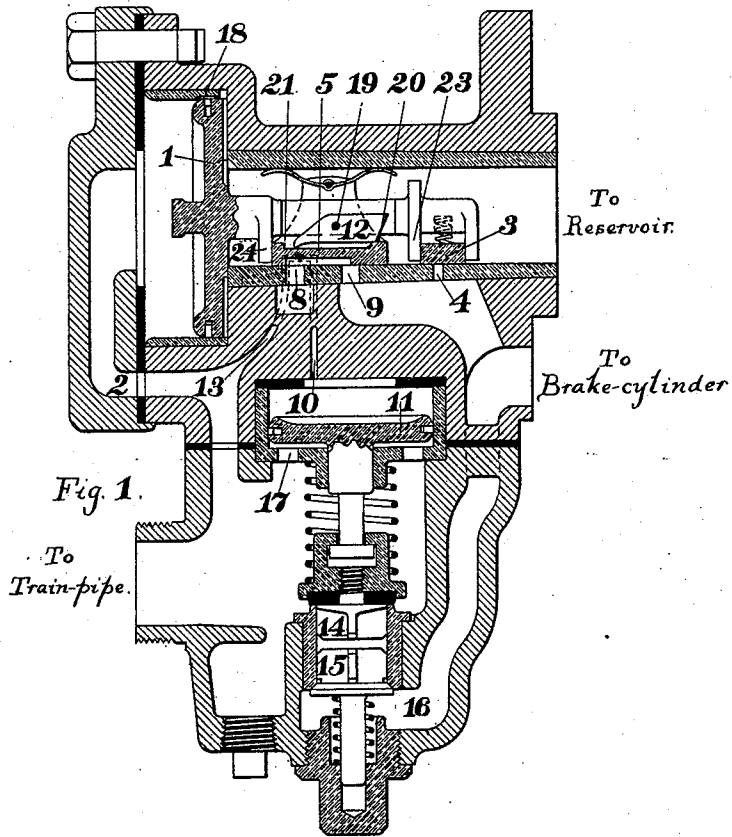 18
21 5 19 20 23
1
To
Reservoir.
12
3
24
8
9
4
2
13
To
Brake-cylinder
10
11
Fig. 1.
17
To
Train-pipe.
14
15
16